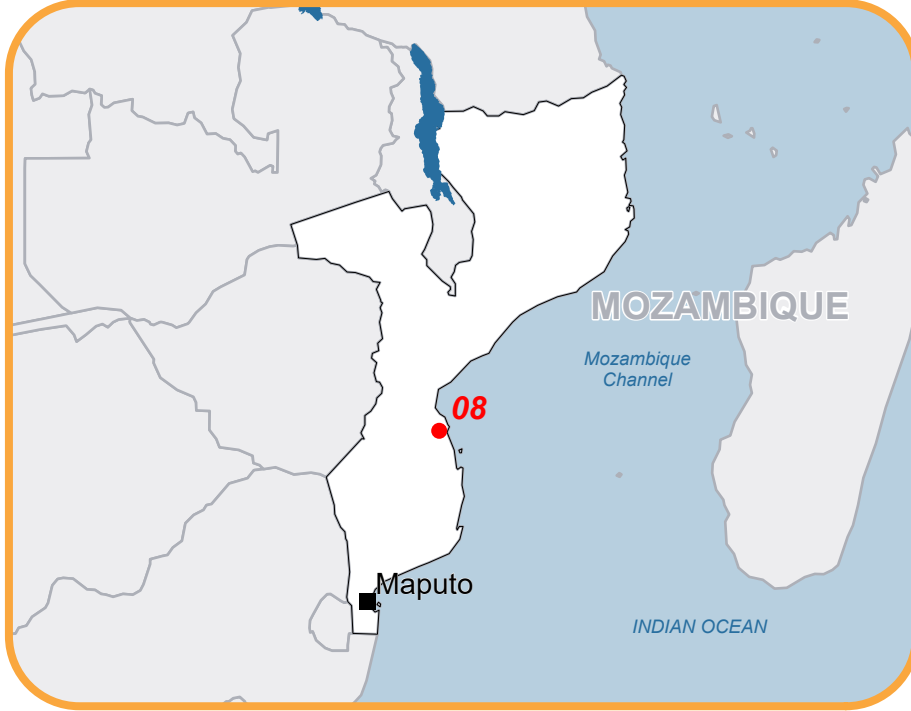 MOZAMBIQUE
Mozambique
Channel
08
Maputo
INDIAN OCEAN